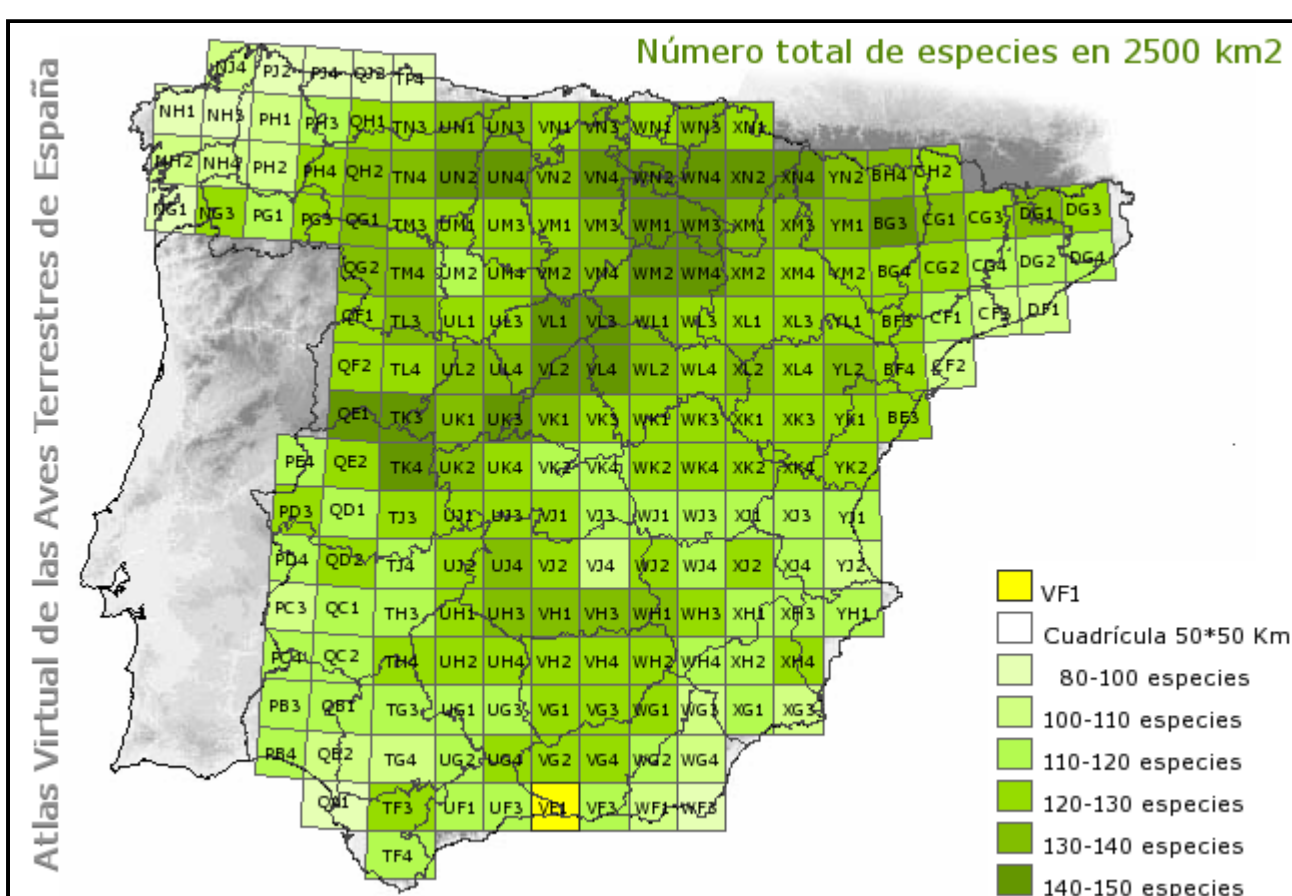 Número total de especies en 2500 km2
Atlas Virtual de las Aves Terrestres de España
NJ4 PJ2 PJ4 QJ2 TP4
NH1 NH3 PH1 PH3 QH1 TN3 UN1 UN3 VN1 VN3 WN1 WN3 XN1
NH2 NH4 PH2 PH4 QH2 TN4 UN2 UN4 VN2 VN4 WN2 WN4 XN2 XN4 YN2 BH4 CH2
NG1 NG3 PG1 PG3 QG1 TM3 UM1 UM3 VM1 VM3 WM1 WM3 XM1 XM3 YM1 BG3 CG1 CG3 DG1 DG3
QG2 TM4 UM2 UM4 VM2 VM4 WM2 WM4 XM2 XM4 YM2 BG4 CG2 CG4 DG2 DG4
QF1 TL3 UL1 UL3 VL1 VL3 WL1 WL3 XL1 XL3 YL1 BF3 CF1 CF3 DF1
QF2 TL4 UL2 UL4 VL2 VL4 WL2 WL4 XL2 XL4 YL2 BF4 CF2
QE1 TK3 UK1 UK3 VK1 VK3 WK1 WK3 XK1 XK3 YK1 BE3
PE4 QE2 TK4 UK2 UK4 VK2 VK4 WK2 WK4 XK2 XK4 YK2
PD3 QD1 TJ3 UJ1 UJ3 VJ1 VJ3 WJ1 WJ3 XJ1 XJ3 YJ1
PD4 QD2 TJ4 UJ2 UJ4 VJ2 VJ4 WJ2 WJ4 XJ2 XJ4 YJ2
PC3 QC1 TH3 UH1 UH3 VH1 VH3 WH1 WH3 XH1 XH3 YH1
PC4 QC2 TH4 UH2 UH4 VH2 VH4 WH2 WH4 XH2 XH4
PB3 QB1 TG3 UG1 UG3 VG1 VG3 WG1 WG3 XG1 XG3
PB4 QB2 TG4 UG2 UG4 VG2 VG4 WG2 WG4
QA1 TF3 UF1 UF3 VF1 VF3 WF1 WF3
TF4
VF1
Cuadrícula 50*50 Km
80-100 especies
100-110 especies
110-120 especies
120-130 especies
130-140 especies
140-150 especies